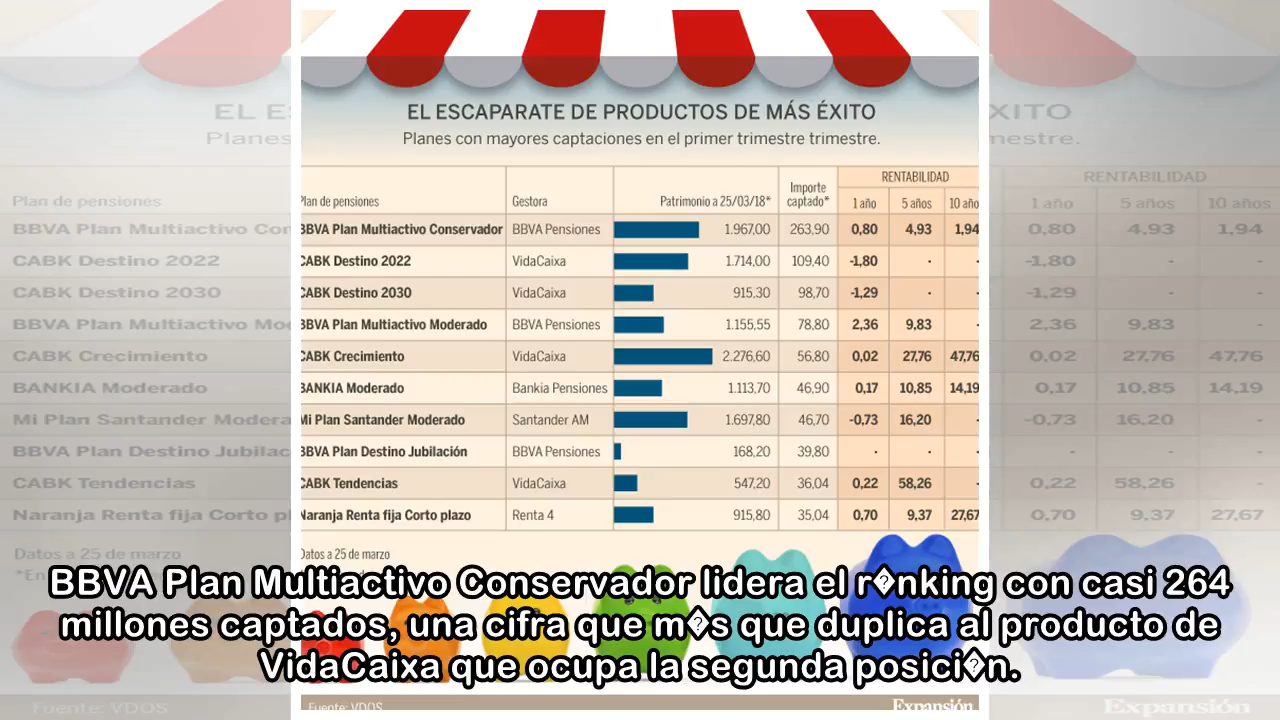 EL ESCAPARATE DE PRODUCTOS DE MÁS ÉXITO
Planes con mayores captaciones en el primer trimestre trimestre.
Plan de pensiones Gestora Patrimonio a 25/03/18* Importe captado* RENTABILIDAD 1 año 5 años 10 años
BBVA Plan Multiactivo Conservador BBVA Pensiones 1.967,00 263,90 0,80 4,93 1,94
CABK Destino 2022 VidaCaixa 1.714,00 109,40 -1,80 - -
CABK Destino 2030 VidaCaixa 915,30 98,70 -1,29 - -
BBVA Plan Multiactivo Moderado BBVA Pensiones 1.155,55 78,80 2,36 9,83 -
CABK Crecimiento VidaCaixa 2.276,60 56,80 0,02 27,76 47,76
BANKIA Moderado Bankia Pensiones 1.113,70 46,90 0,17 10,85 14,19
Mi Plan Santander Moderado Santander AM 1.697,80 46,70 -0,73 16,20 -
BBVA Plan Destino Jubilación BBVA Pensiones 168,20 39,80 - - -
CABK Tendencias VidaCaixa 547,20 36,04 0,22 58,26 -
Naranja Renta fija Corto plazo Renta 4 915,80 35,04 0,70 9,37 27,67
Datos a 25 de marzo
BBVA Plan Multiactivo Conservador lidera el r�nking con casi 264
millones captados, una cifra que m�s que duplica al producto de
VidaCaixa que ocupa la segunda posici�n.
Fuente: VDOS Expansión